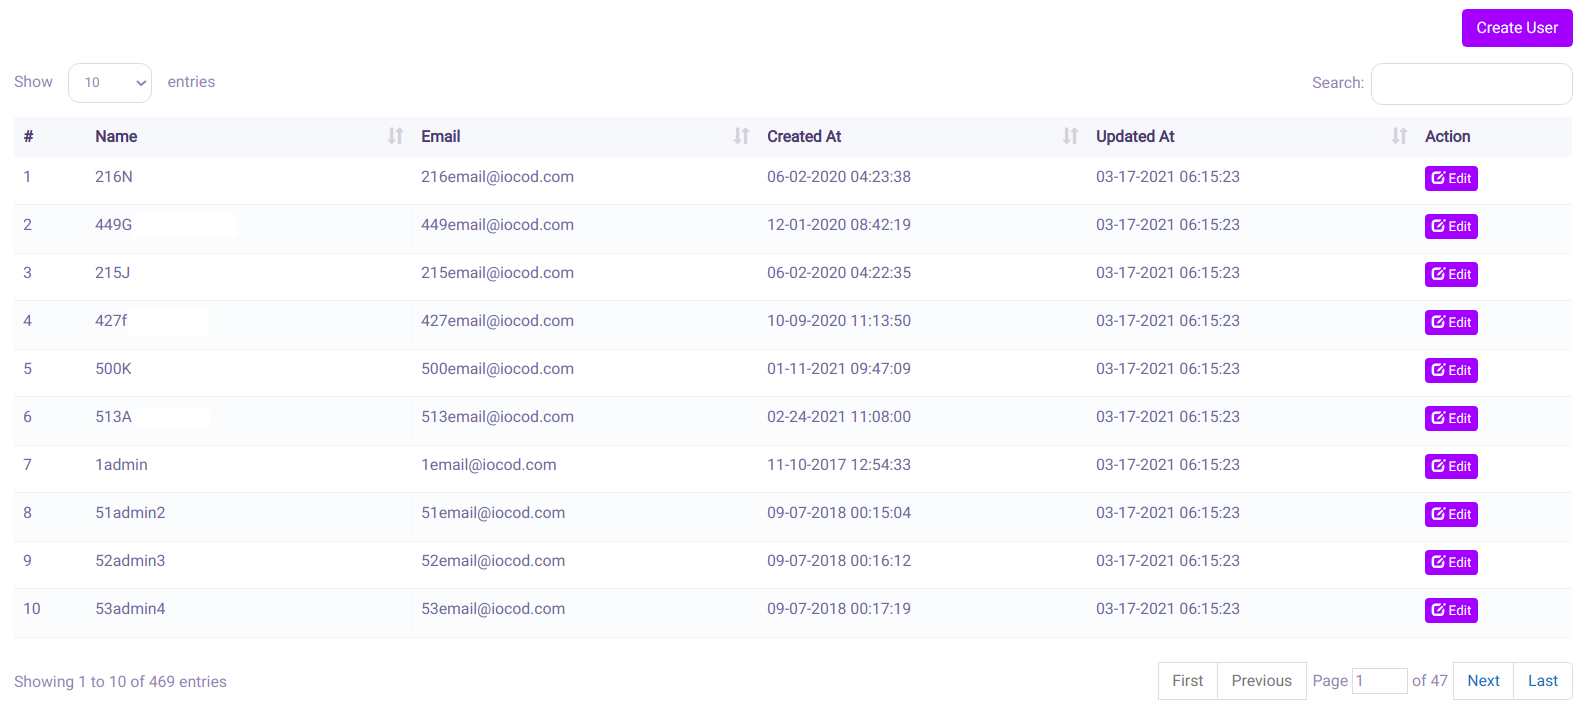 Create User
Show 10 entries Search:
# Name Email Created At Updated At Action
1 216N 216email@iocod.com 06-02-2020 04:23:38 03-17-2021 06:15:23 Edit
2 449G 449email@iocod.com 12-01-2020 08:42:19 03-17-2021 06:15:23 Edit
3 215J 215email@iocod.com 06-02-2020 04:22:35 03-17-2021 06:15:23 Edit
4 427f 427email@iocod.com 10-09-2020 11:13:50 03-17-2021 06:15:23 Edit
5 500K 500email@iocod.com 01-11-2021 09:47:09 03-17-2021 06:15:23 Edit
6 513A 513email@iocod.com 02-24-2021 11:08:00 03-17-2021 06:15:23 Edit
7 1admin 1email@iocod.com 11-10-2017 12:54:33 03-17-2021 06:15:23 Edit
8 51admin2 51email@iocod.com 09-07-2018 00:15:04 03-17-2021 06:15:23 Edit
9 52admin3 52email@iocod.com 09-07-2018 00:16:12 03-17-2021 06:15:23 Edit
10 53admin4 53email@iocod.com 09-07-2018 00:17:19 03-17-2021 06:15:23 Edit
Showing 1 to 10 of 469 entries First Previous Page 1 of 47 Next Last